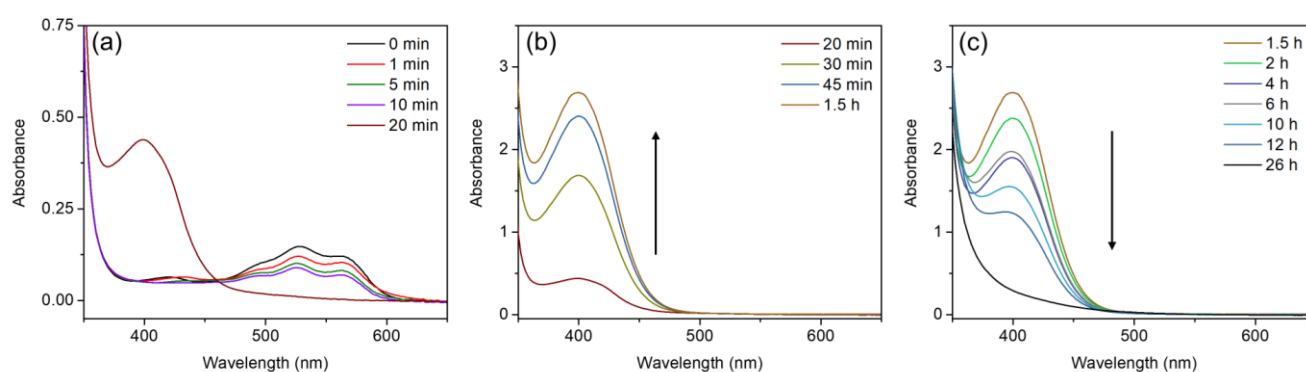 (a)
0 min
1 min
5 min
10 min
20 min
0.75
0.50
0.25
0.00
Absorbance
400
500
600
Wavelength (nm)
(b)
20 min
30 min
45 min
1.5 h
3
2
1
0
Absorbance
400
500
600
Wavelength (nm)
(c)
1.5 h
2 h
4 h
6 h
10 h
12 h
26 h
3
2
1
0
Absorbance
400
500
600
Wavelength (nm)